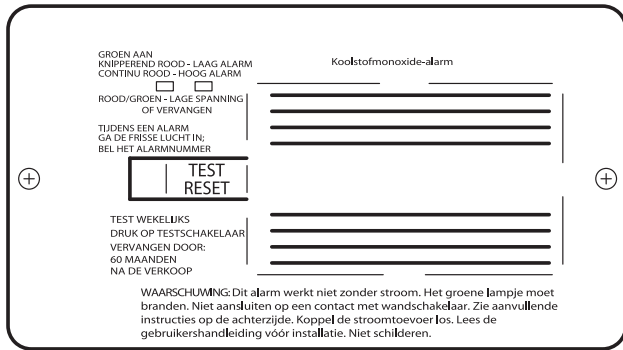 GROEN AAN
KNIPPEREND ROOD - LAAG ALARM
CONTINU ROOD - HOOG ALARM
Koolstofmonoxide-alarm
ROOD/GROEN - LAGE SPANNING
OF VERVANGEN
TIJDENS EEN ALARM
GA DE FRISSE LUCHT IN;
BEL HET ALARMNUMMER
TEST
RESET
TEST WEKELIJKS
DRUK OP TESTSCHAKELAAR
VERVANGEN DOOR:
60 MAANDEN
NA DE VERKOOP
WAARSCHUWING: Dit alarm werkt niet zonder stroom. Het groene lampje moet
branden. Niet aansluiten op een contact met wandschakelaar. Zie aanvullende
instructies op de achterzijde. Koppel de stroomtoevoer los. Lees de
gebruikershandleiding vóór installatie. Niet schilderen.